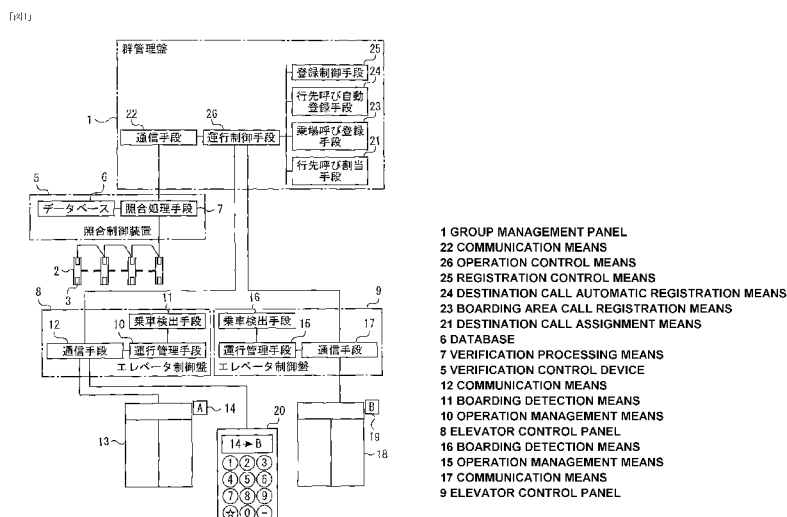 [図1]
群管理盤
25
登録制御手段
24
行先呼び自動
登録手段
23
乗場呼び登録
手段
21
行先呼び割当
手段
22
通信手段
26
運行制御手段
1
5
6
データベース
照合処理手段
7
照合制御装置
2
3
8
11
乗車検出手段
12
通信手段
10
運行管理手段
エレベータ制御盤
16
乗車検出手段
9
15
運行管理手段
17
通信手段
エレベータ制御盤
A
14
13
20
14→B
1 2 3
4 5 6
7 8 9
☆ 0 -
B
19
18
1 GROUP MANAGEMENT PANEL
22 COMMUNICATION MEANS
26 OPERATION CONTROL MEANS
25 REGISTRATION CONTROL MEANS
24 DESTINATION CALL AUTOMATIC REGISTRATION MEANS
23 BOARDING AREA CALL REGISTRATION MEANS
21 DESTINATION CALL ASSIGNMENT MEANS
6 DATABASE
7 VERIFICATION PROCESSING MEANS
5 VERIFICATION CONTROL DEVICE
12 COMMUNICATION MEANS
11 BOARDING DETECTION MEANS
10 OPERATION MANAGEMENT MEANS
8 ELEVATOR CONTROL PANEL
16 BOARDING DETECTION MEANS
15 OPERATION MANAGEMENT MEANS
17 COMMUNICATION MEANS
9 ELEVATOR CONTROL PANEL